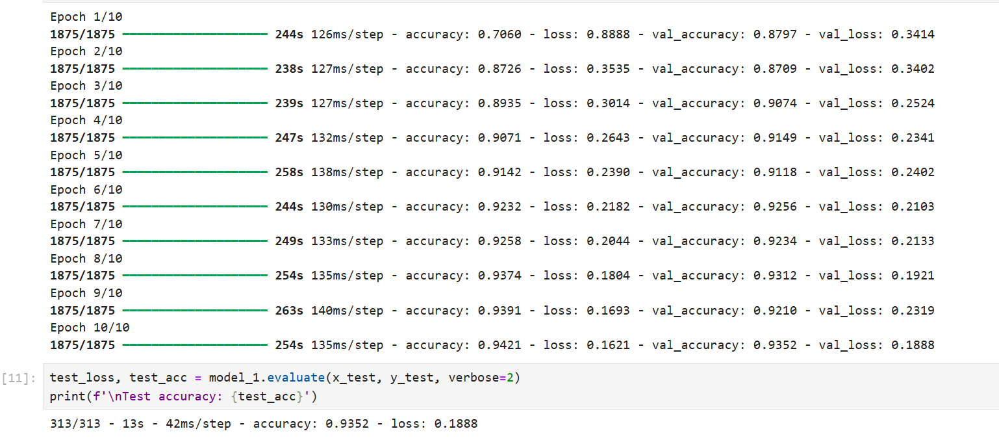 Epoch 1/10
1875/1875 244s 126ms/step - accuracy: 0.7060 - loss: 0.8888 - val_accuracy: 0.8797 - val_loss: 0.3414
Epoch 2/10
1875/1875 238s 127ms/step - accuracy: 0.8726 - loss: 0.3535 - val_accuracy: 0.8709 - val_loss: 0.3402
Epoch 3/10
1875/1875 239s 127ms/step - accuracy: 0.8935 - loss: 0.3014 - val_accuracy: 0.9074 - val_loss: 0.2524
Epoch 4/10
1875/1875 247s 132ms/step - accuracy: 0.9071 - loss: 0.2643 - val_accuracy: 0.9149 - val_loss: 0.2341
Epoch 5/10
1875/1875 258s 138ms/step - accuracy: 0.9142 - loss: 0.2390 - val_accuracy: 0.9118 - val_loss: 0.2402
Epoch 6/10
1875/1875 244s 130ms/step - accuracy: 0.9232 - loss: 0.2182 - val_accuracy: 0.9256 - val_loss: 0.2103
Epoch 7/10
1875/1875 249s 133ms/step - accuracy: 0.9258 - loss: 0.2044 - val_accuracy: 0.9234 - val_loss: 0.2133
Epoch 8/10
1875/1875 254s 135ms/step - accuracy: 0.9374 - loss: 0.1804 - val_accuracy: 0.9312 - val_loss: 0.1921
Epoch 9/10
1875/1875 263s 140ms/step - accuracy: 0.9391 - loss: 0.1693 - val_accuracy: 0.9210 - val_loss: 0.2319
Epoch 10/10
1875/1875 254s 135ms/step - accuracy: 0.9421 - loss: 0.1621 - val_accuracy: 0.9352 - val_loss: 0.1888
[11]: test_loss, test_acc = model_1.evaluate(x_test, y_test, verbose=2)
print(f'\nTest accuracy: {test_acc}')
313/313 - 13s - 42ms/step - accuracy: 0.9352 - loss: 0.1888